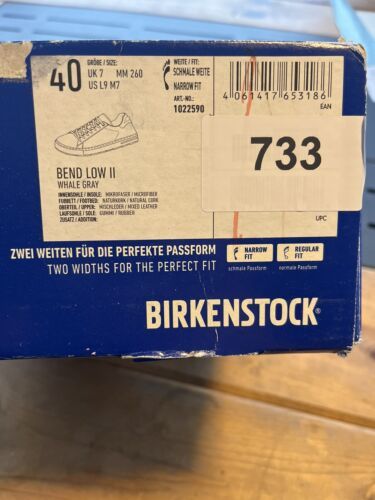 40
GRÖßE / SIZE:
UK 7 MM 260
US L9 M7
WEITE / FIT:
SCHMALE WEITE
NARROW FIT
ART.-NO.:
1022590
4 061417 653186
EAN
733
BEND LOW II
WHALE GRAY
INNENSOHLE / INSOLE: MIKROFASER / MICROFIBER
FUßBETT / FOOTBED: NATURKORK / NATURAL CORK
OBERTEIL / UPPER: MISCHLEDER / MIXED LEATHER
LAUFSOHLE / SOLE: GUMMI / RUBBER
ZUSATZ / ADDITION:
UPC
ZWEI WEITEN FÜR DIE PERFEKTE PASSFORM
TWO WIDTHS FOR THE PERFECT FIT
NARROW FIT
schmale Passform
REGULAR FIT
normale Passform
BIRKENSTOCK®